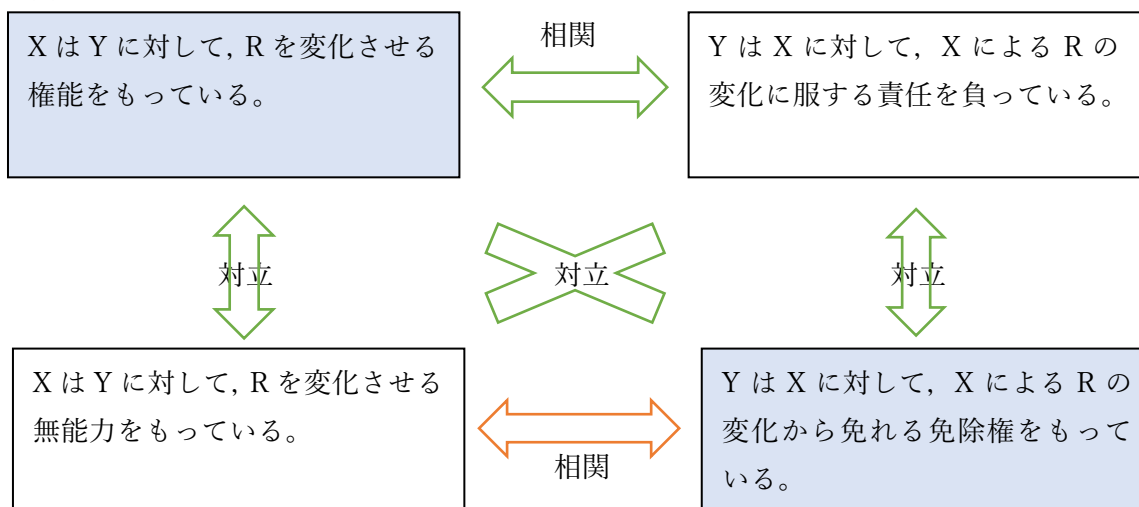 X は Y に対して, R を変化させる
権能をもっている。
相関
Y は X に対して，X による R の
変化に服する責任を負っている。
対立
対立
対立
X は Y に対して, R を変化させる
無能力をもっている。
相関
Y は X に対して，X による R の
変化から免れる免除権をもって
いる。